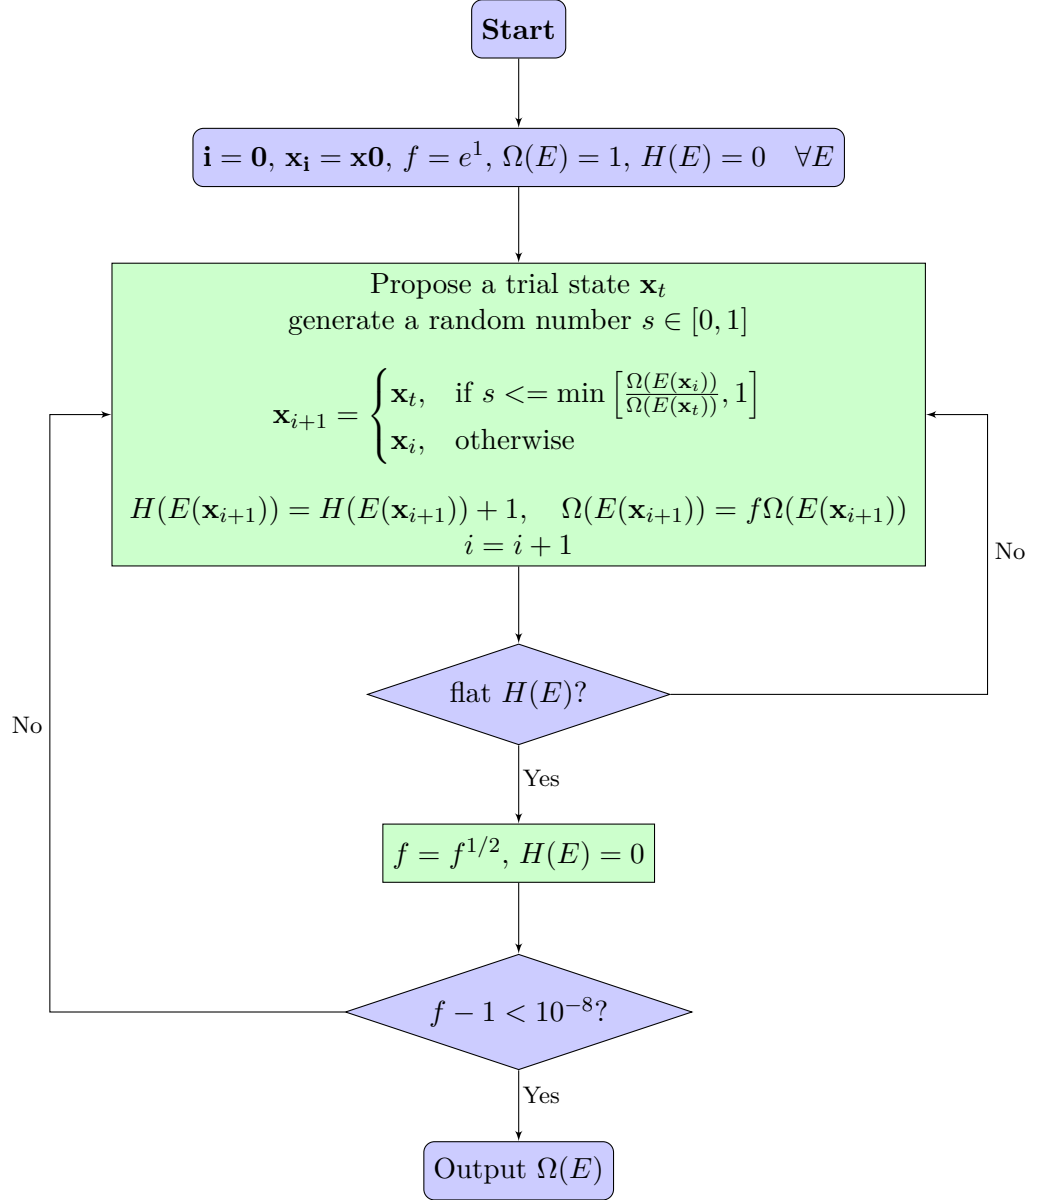 Start
i = 0, x_i = x0, f = e^1, Ω(E) = 1, H(E) = 0 ∀E
Propose a trial state x_t
generate a random number s ∈ [0, 1]
x_{i+1} = { x_t, if s <= min [ Ω(E(x_i)) / Ω(E(x_t)), 1 ]
x_i, otherwise
H(E(x_{i+1})) = H(E(x_{i+1})) + 1, Ω(E(x_{i+1})) = fΩ(E(x_{i+1}))
i = i + 1
No
flat H(E)?
No
Yes
f = f^{1/2}, H(E) = 0
f − 1 < 10^{−8}?
Yes
Output Ω(E)